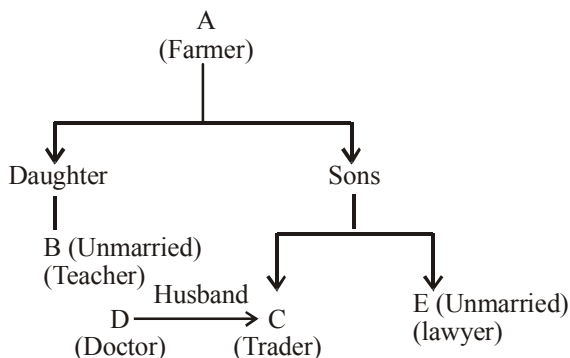 A
(Farmer)
Daughter
Sons
B (Unmarried)
(Teacher)
Husband
D
C
E (Unmarried)
(Doctor)
(Trader)
(lawyer)